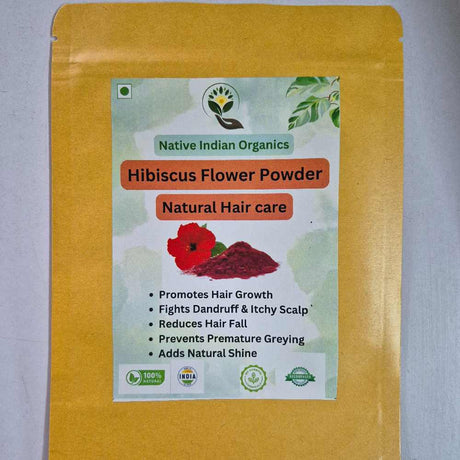 Native Indian Organics
Hibiscus Flower Powder
Natural Hair care
• Promotes Hair Growth
• Fights Dandruff & Itchy Scalp
• Reduces Hair Fall
• Prevents Premature Greying
• Adds Natural Shine
100%
NATURAL
INDIA